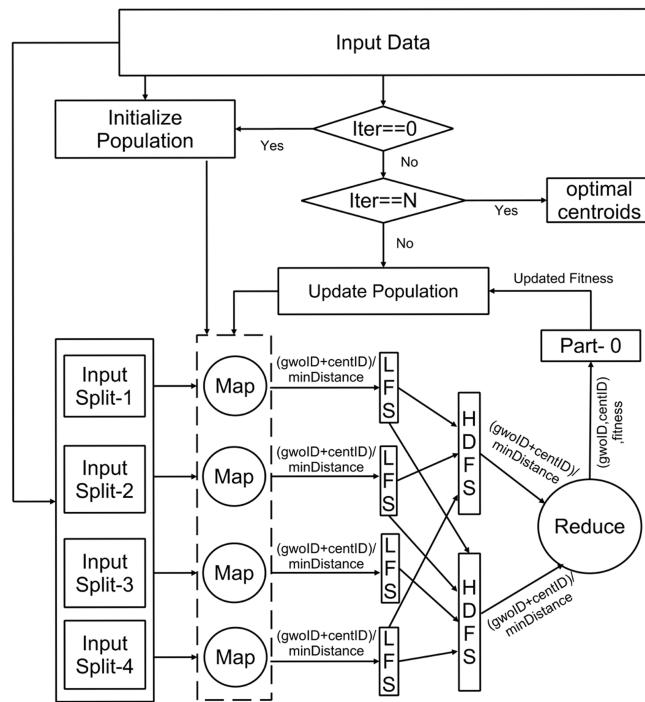 Input Data
Initialize
Population
Yes
Iter==0
No
Iter==N
Yes
optimal
centroids
No
Update Population
Updated Fitness
Part- 0
(gwoID,centID)
,fitness
Input
Split-1
Map
(gwoID+centID)/
minDistance
L
F
S
Input
Split-2
Map
(gwoID+centID)/
minDistance
L
F
S
Input
Split-3
Map
(gwoID+centID)/
minDistance
L
F
S
Input
Split-4
Map
(gwoID+centID)/
minDistance
L
F
S
H
D
F
S
(gwoID+centID)/
minDistance
H
D
F
S
(gwoID+centID)/
minDistance
Reduce